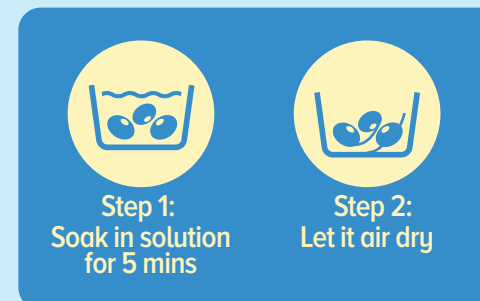 Step 1:
Soak in solution
for 5 mins
Step 2:
Let it air dry